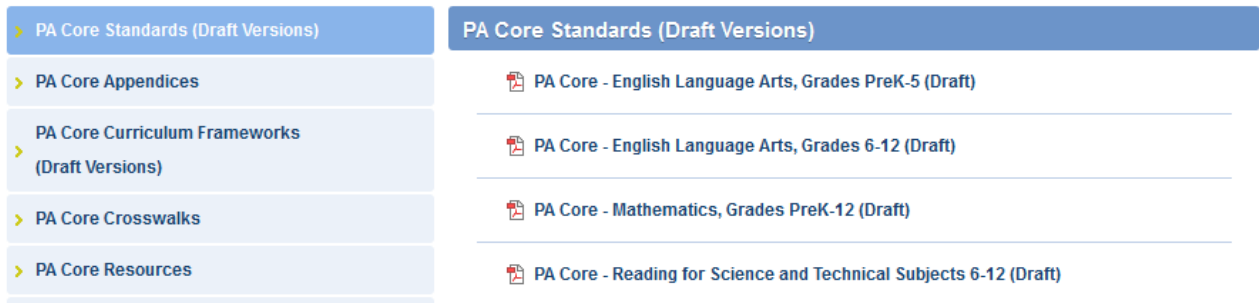 PA Core Standards (Draft Versions)
PA Core Appendices
PA Core Curriculum Frameworks
(Draft Versions)
PA Core Crosswalks
PA Core Resources
PA Core Standards (Draft Versions)
PA Core - English Language Arts, Grades PreK-5 (Draft)
PA Core - English Language Arts, Grades 6-12 (Draft)
PA Core - Mathematics, Grades PreK-12 (Draft)
PA Core - Reading for Science and Technical Subjects 6-12 (Draft)